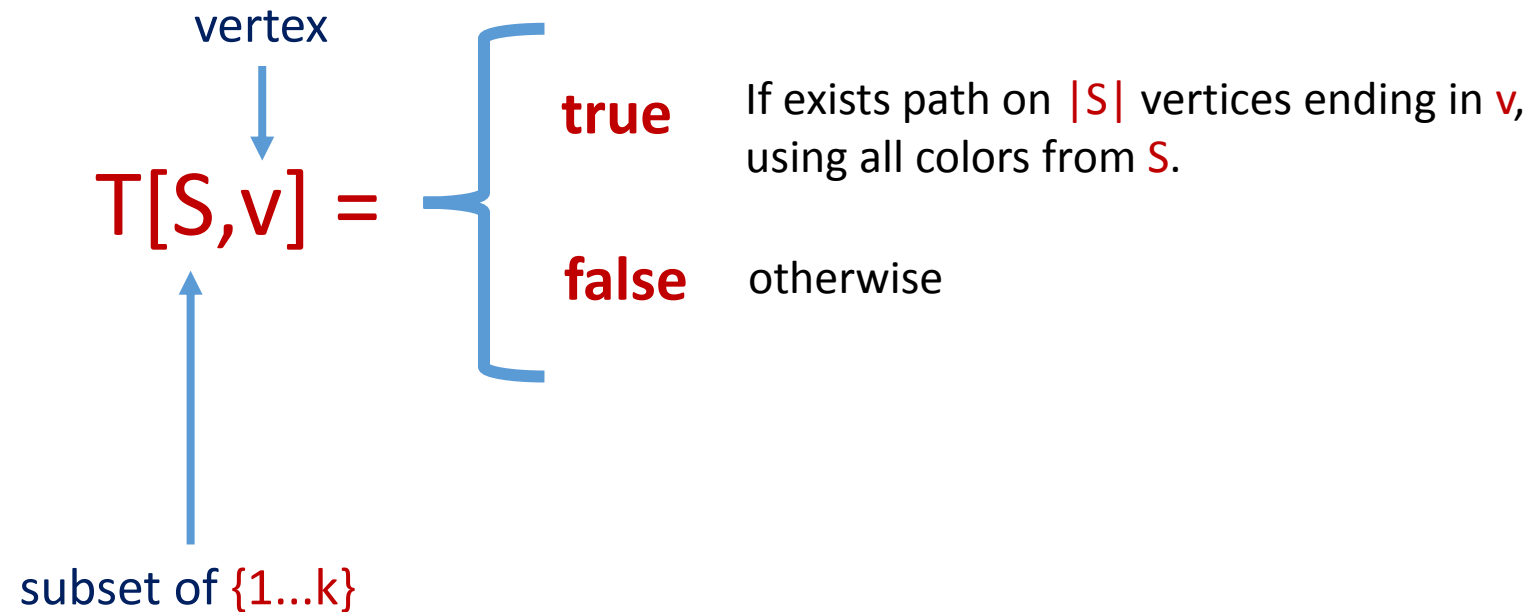 vertex
T[S,v] =
true If exists path on |S| vertices ending in v,
using all colors from S.
false otherwise
subset of {1...k}